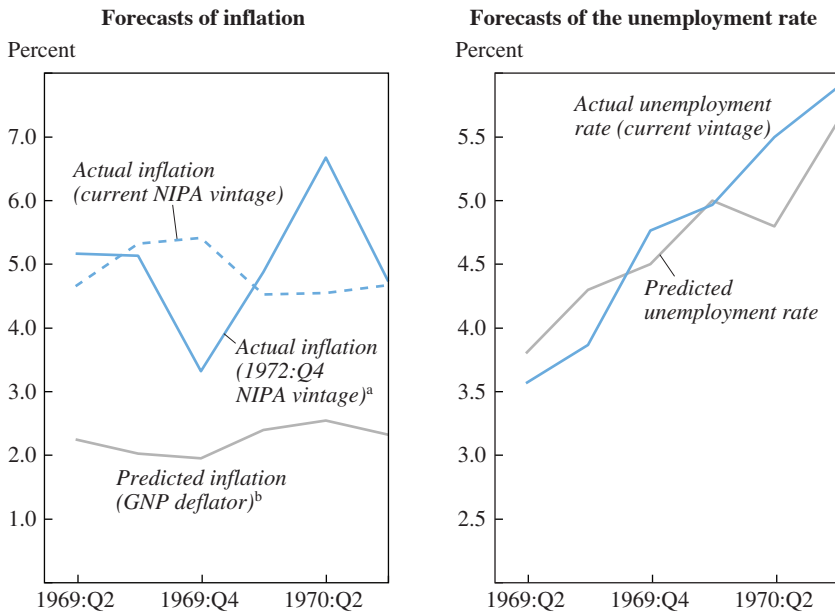 Forecasts of inflation
Percent
7.0
6.0
5.0
4.0
3.0
2.0
1.0
Actual inflation
(current NIPA vintage)
Actual inflation
(1972:Q4
NIPA vintage)ᵃ
Predicted inflation
(GNP deflator)ᵇ
1969:Q2 1969:Q4 1970:Q2
Forecasts of the unemployment rate
Percent
5.5
5.0
4.5
4.0
3.5
3.0
2.5
Actual unemployment
rate (current vintage)
Predicted
unemployment rate
1969:Q2 1969:Q4 1970:Q2